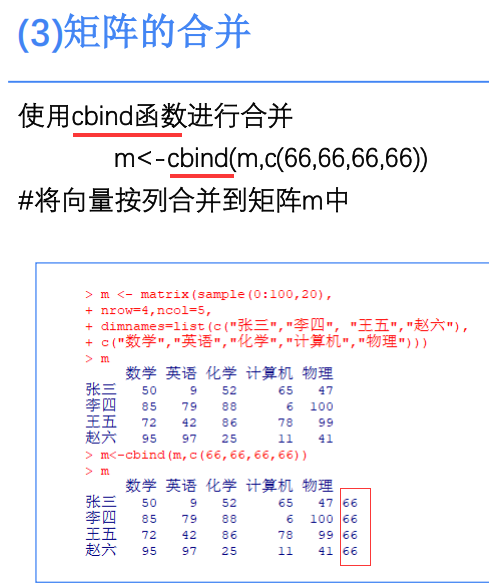 (3)矩阵的合并
使用cbind函数进行合并
m<-cbind(m,c(66,66,66,66))
#将向量按列合并到矩阵m中
> m <- matrix(sample(0:100,20),
+ nrow=4,ncol=5,
+ dimnames=list(c("张三","李四", "王五","赵六"),
+ c("数学","英语","化学","计算机","物理")))
> m
数学 英语 化学 计算机 物理
张三 50 9 52 65 47
李四 85 79 88 6 100
王五 72 42 86 78 99
赵六 95 97 25 11 41
> m<-cbind(m,c(66,66,66,66))
> m
数学 英语 化学 计算机 物理
张三 50 9 52 65 47 66
李四 85 79 88 6 100 66
王五 72 42 86 78 99 66
赵六 95 97 25 11 41 66